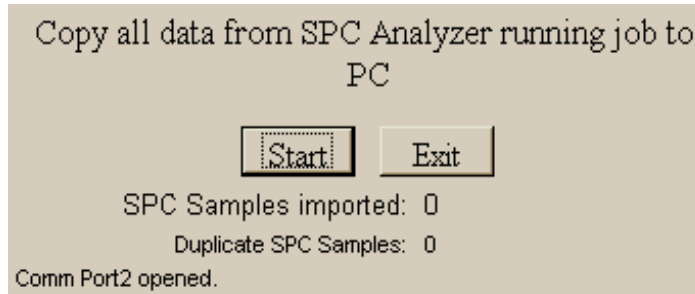 Copy all data from SPC Analyzer running job to
PC
Start Exit
SPC Samples imported: 0
Duplicate SPC Samples: 0
Comm Port2 opened.